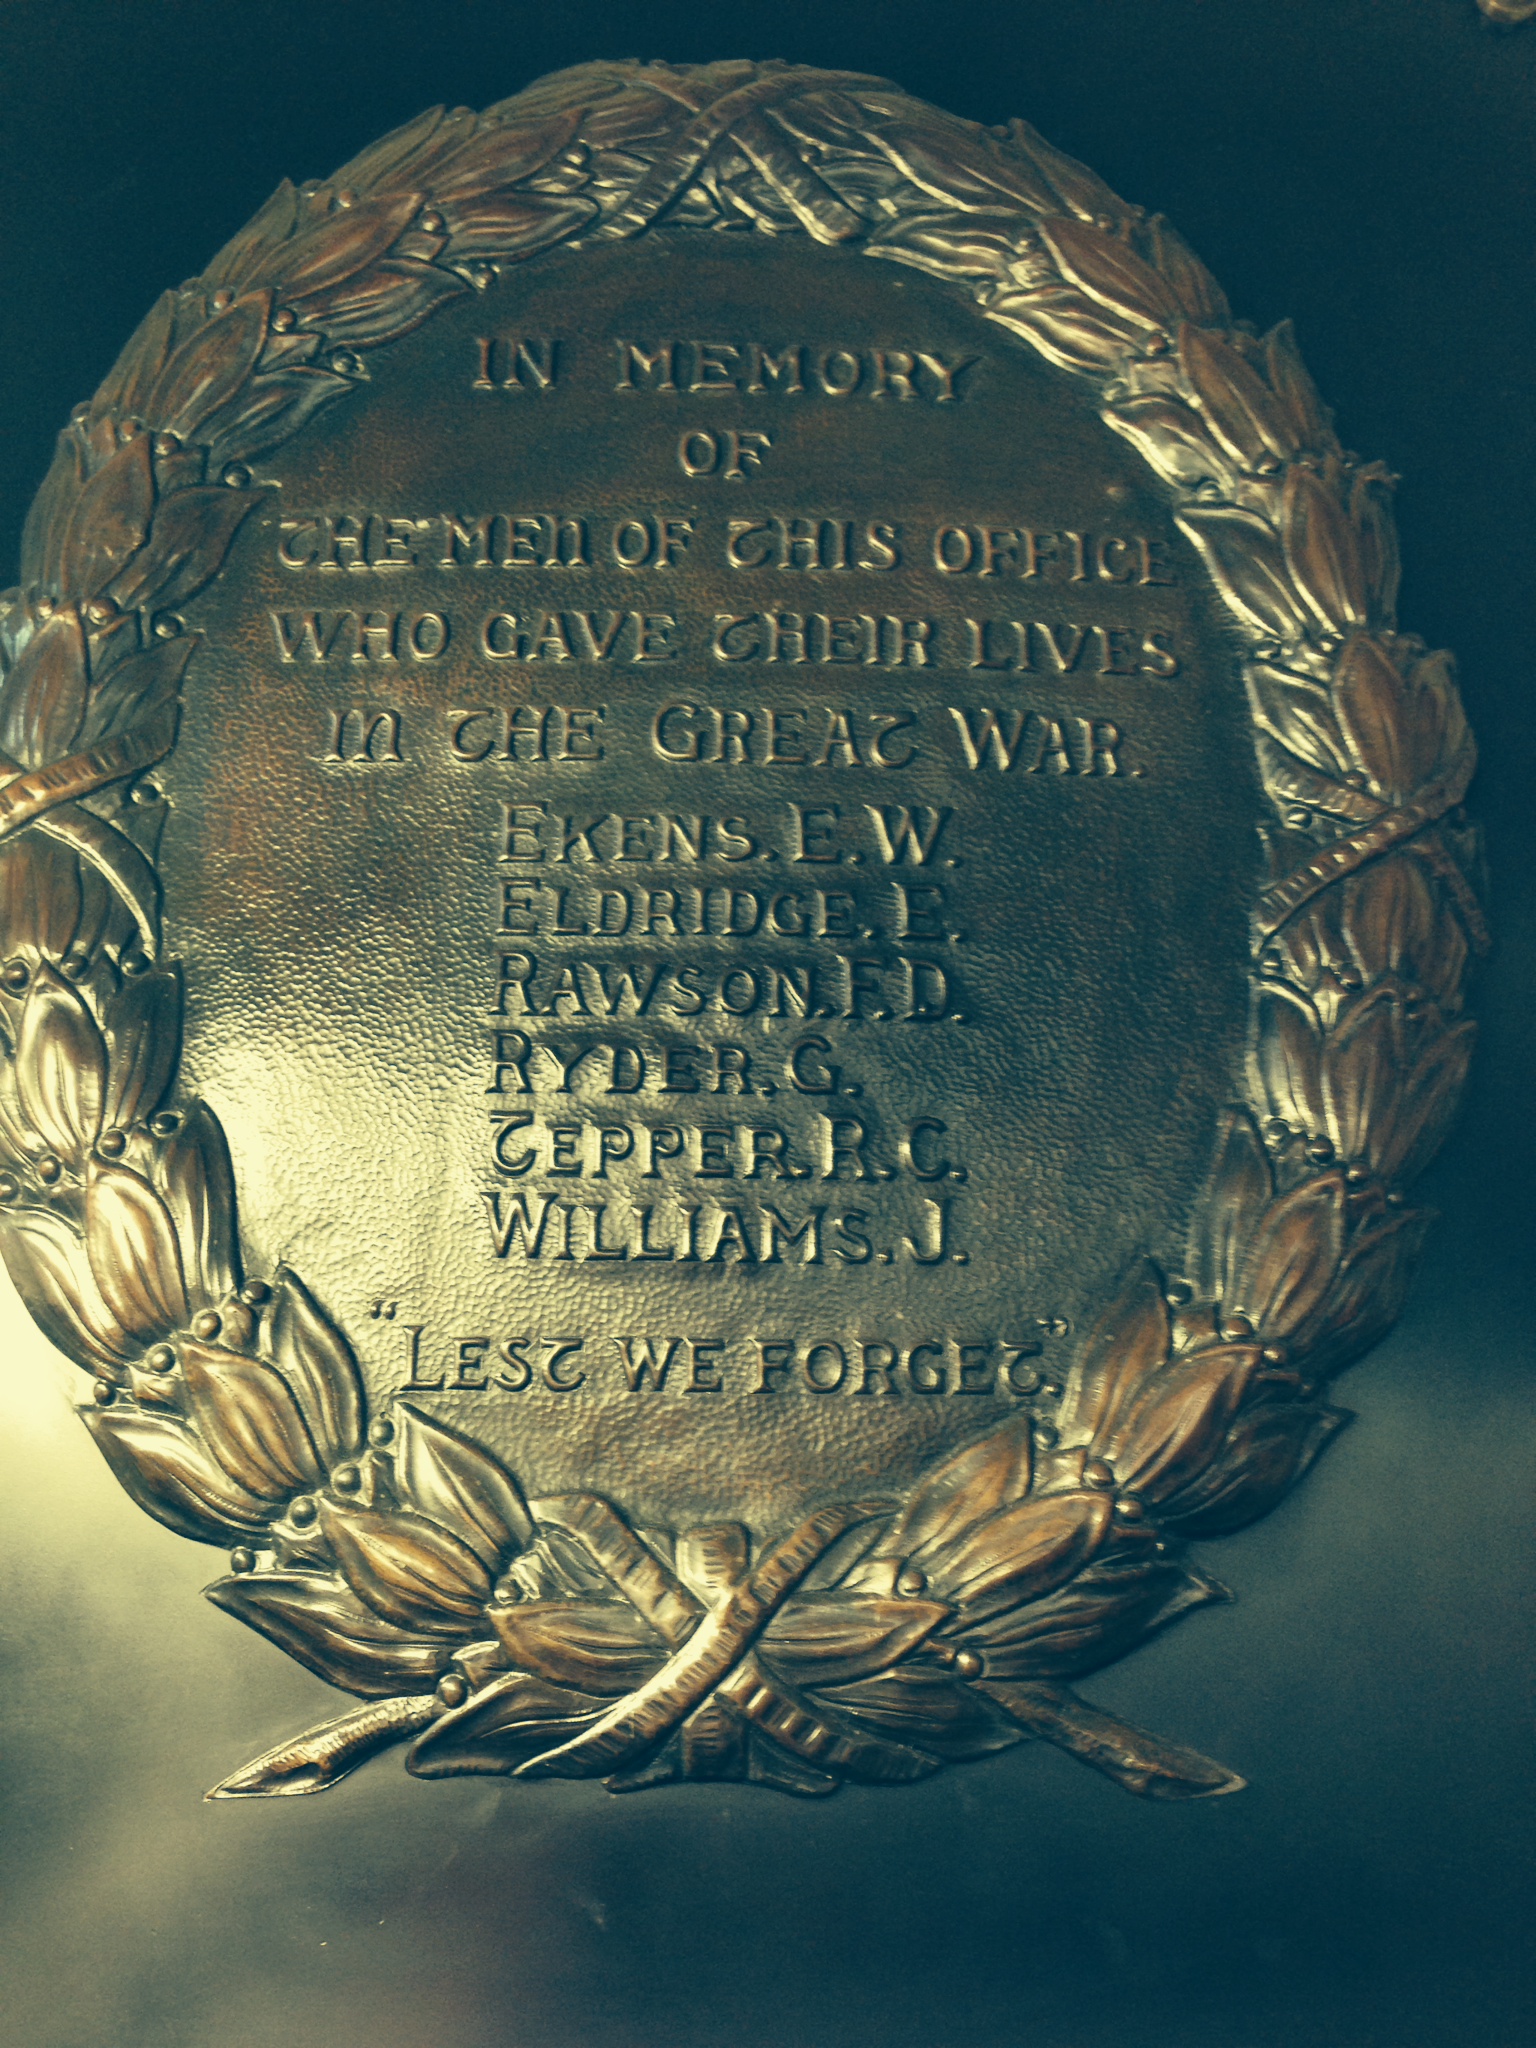 IN MEMORY
OF
THE MEN OF THIS OFFICE
WHO GAVE THEIR LIVES
IN THE GREAT WAR.
EKENS. E. W.
ELDRIDGE. E.
RAWSON. F. D.
RYDER. G.
TEPPER. R. C.
WILLIAMS. J.
"LEST WE FORGET."